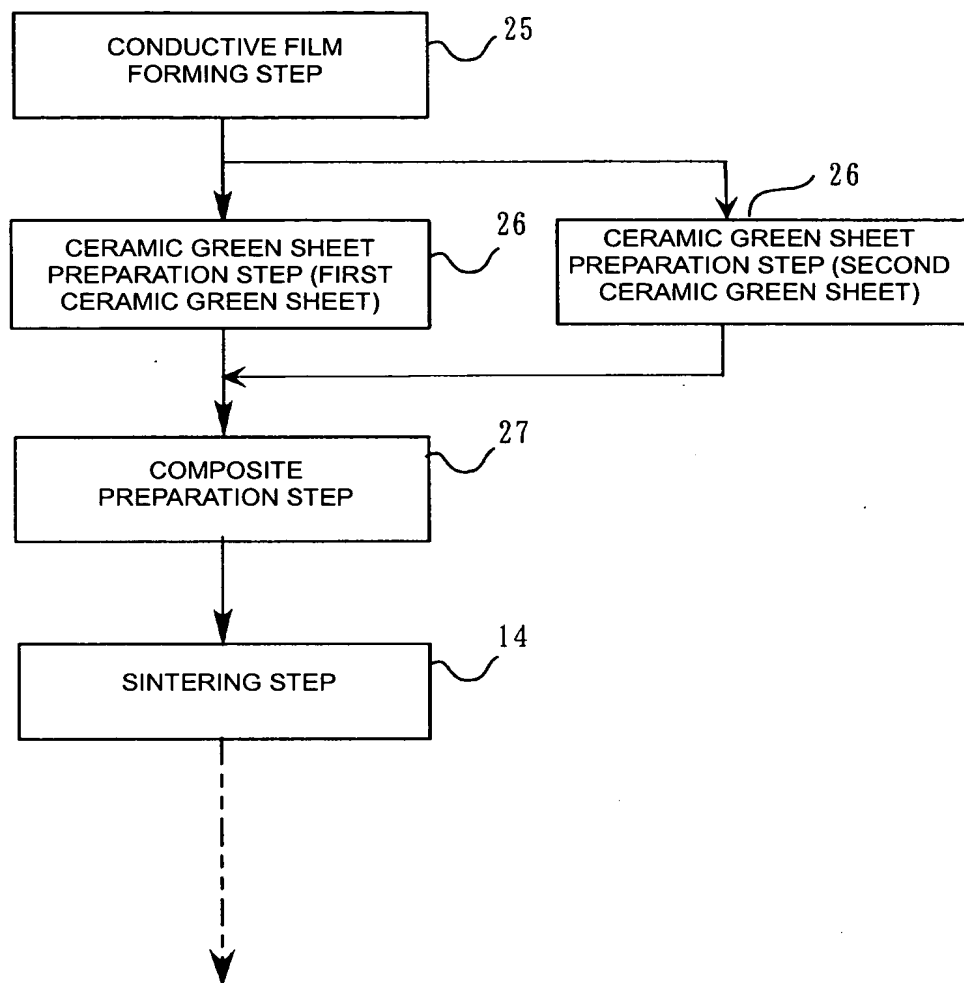 CONDUCTIVE FILM
FORMING STEP
25
CERAMIC GREEN SHEET
PREPARATION STEP (FIRST
CERAMIC GREEN SHEET)
26
CERAMIC GREEN SHEET
PREPARATION STEP (SECOND
CERAMIC GREEN SHEET)
26
COMPOSITE
PREPARATION STEP
27
SINTERING STEP
14